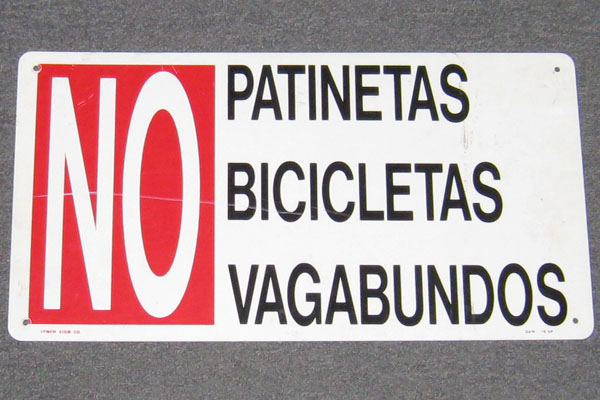 NO
PATINETAS
BICICLETAS
VAGABUNDOS